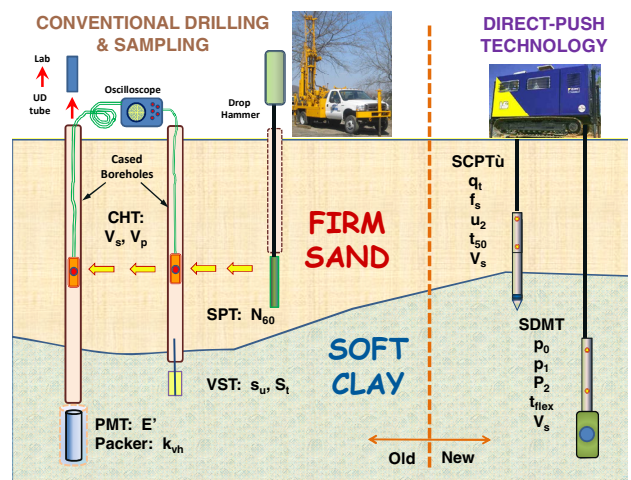 CONVENTIONAL DRILLING
& SAMPLING
DIRECT-PUSH
TECHNOLOGY
Lab
UD
tube
Oscilloscope
Drop
Hammer
Cased
Boreholes
CHT:
Vs, Vp
FIRM
SAND
SPT: N60
SOFT
CLAY
VST: su, St
PMT: E’
Packer: kvh
SCPTù
qt
fs
u2
t50
Vs
SDMT
p0
p1
P2
tflex
Vs
Old
New